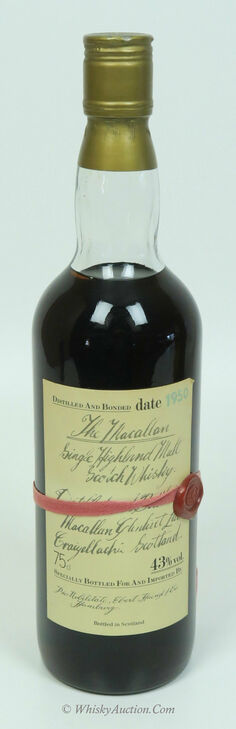 DISTILLED AND BONDED date 1950
The Macallan
Single Highland Malt
Scotch Whisky.
Macallan Glenlivet
Craigellachie Scotland
75cl 43% vol
SPECIALLY BOTTLED FOR AND IMPORTED BY
Hamburg
Bottled in Scotland
© WhiskyAuction.Com